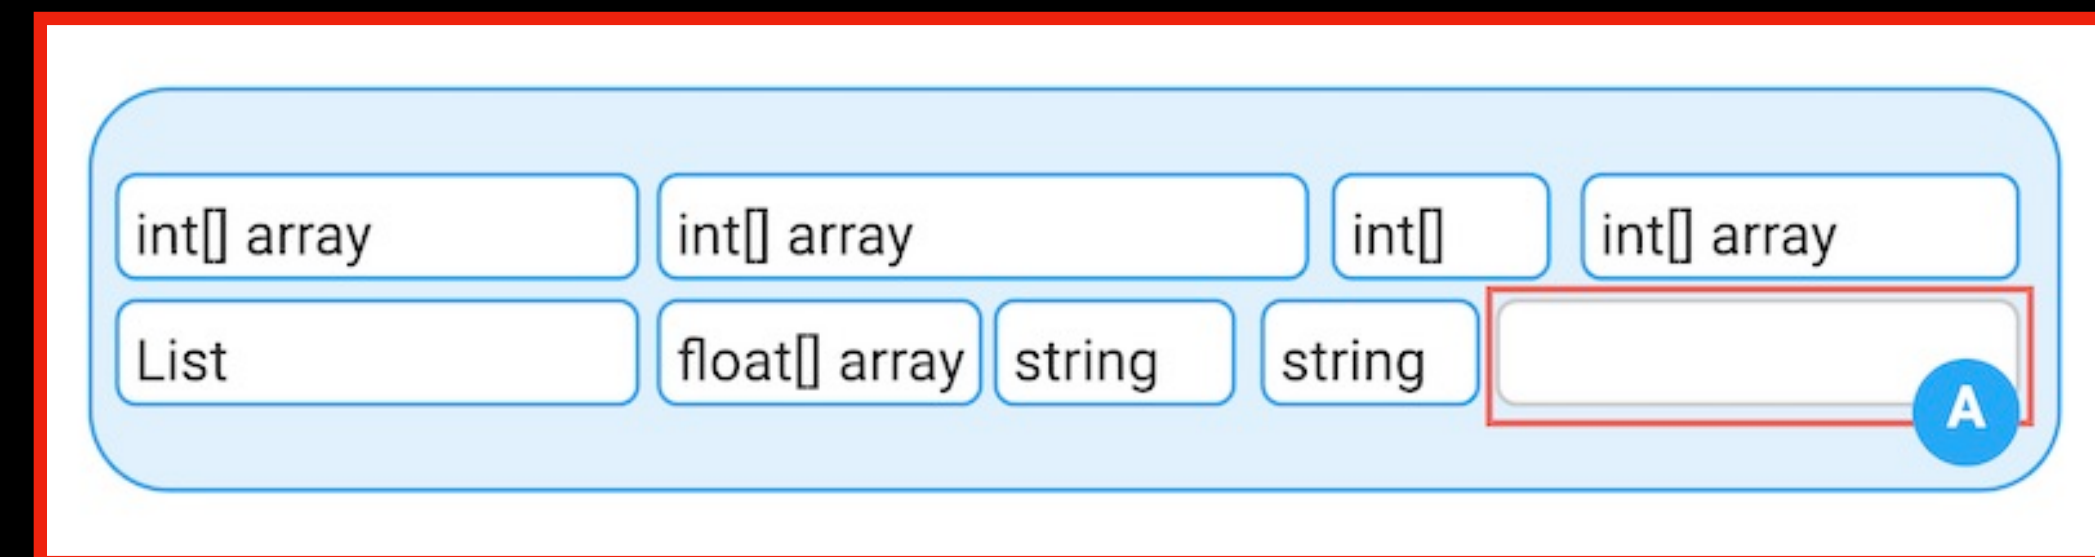 int[] array int[] array int[] int[] array
List float[] array string string
A